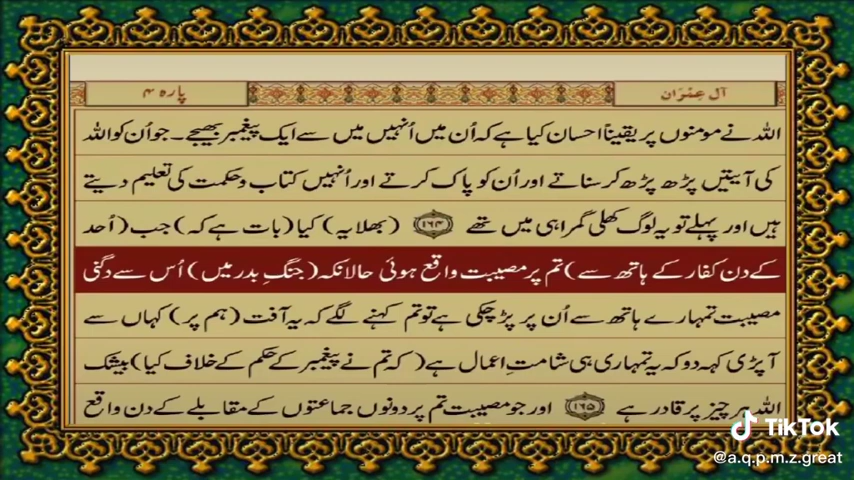 پارہ ۴
آل عِمْرَان
اللہ نے مومنوں پر یقیناً احسان کیا ہے کہ اُن میں اُنہیں میں سے ایک پیغمبر بھیجے۔ جو اُن کو اللہ
کی آیتیں پڑھ پڑھ کر سناتے اور اُن کو پاک کرتے اور اُنہیں کتاب و حکمت کی تعلیم دیتے
ہیں اور پہلے تو یہ لوگ کھلی گمراہی میں تھے ۱۶۴ (بھلا یہ) کیا (بات ہے کہ) جب (اُحد
کے دن کفار کے ہاتھ سے) تم پر مصیبت واقع ہوئی حالانکہ (جنگِ بدر میں) اُس سے دگنی
مصیبت تمہارے ہاتھ سے اُن پر پڑچکی ہے تو تم کہنے لگے کہ یہ آفت (ہم پر) کہاں سے
آپڑی کہہ دو کہ یہ تمہاری ہی شامتِ اعمال ہے (کہ تم نے پیغمبر کے حکم کے خلاف کیا) بیشک
اللہ ہر چیز پر قادر ہے ۱۶۵ اور جو مصیبت تم پر دونوں جماعتوں کے مقابلے کے دن واقع
TikTok
@a.q.p.m.z.great